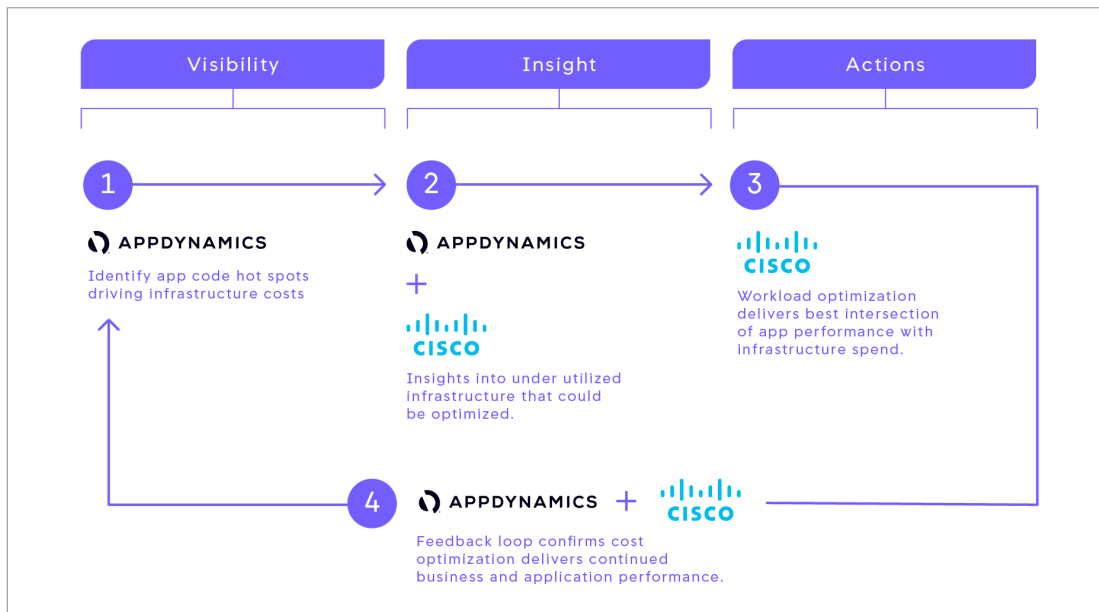 Visibility
Insight
Actions
1
2
3
APPDYNAMICS
Identify app code hot spots
driving infrastructure costs
APPDYNAMICS
+
CISCO
Insights into under utilized
infrastructure that could
be optimized.
CISCO
Workload optimization
delivers best intersection
of app performance with
infrastructure spend.
4
APPDYNAMICS + CISCO
Feedback loop confirms cost
optimization delivers continued
business and application performance.